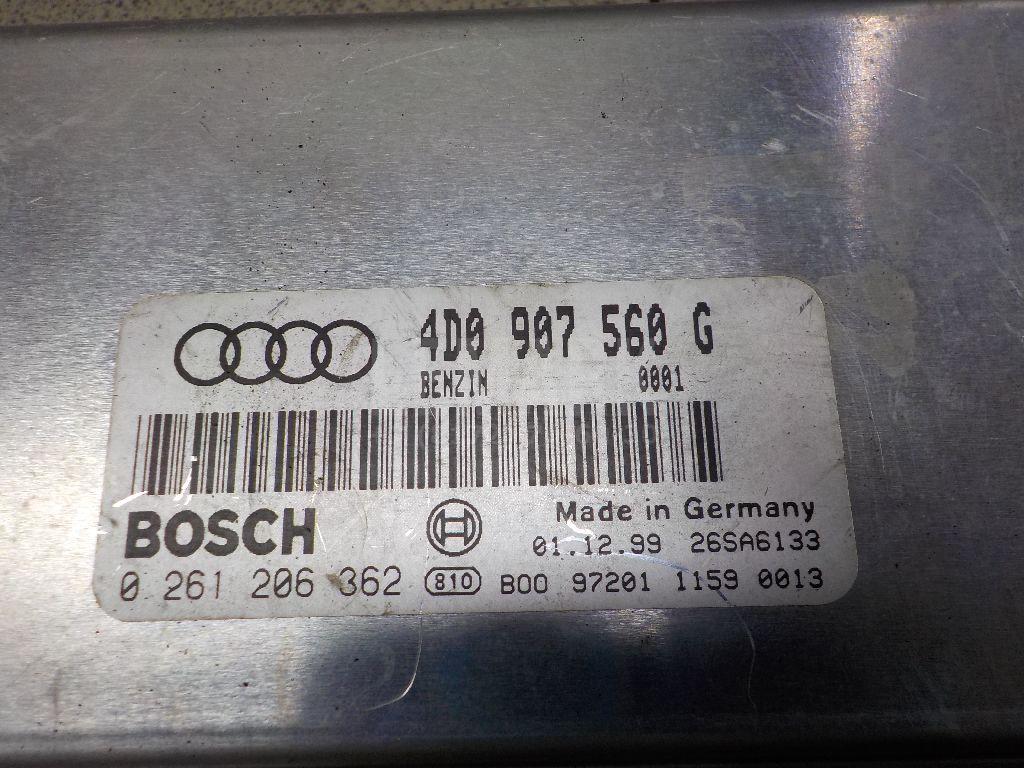 4D0 907 560 G
BENZIN 0001
BOSCH
Made in Germany
01.12.99 26SA6133
0 261 206 362 810 B00 97201 1159 0013